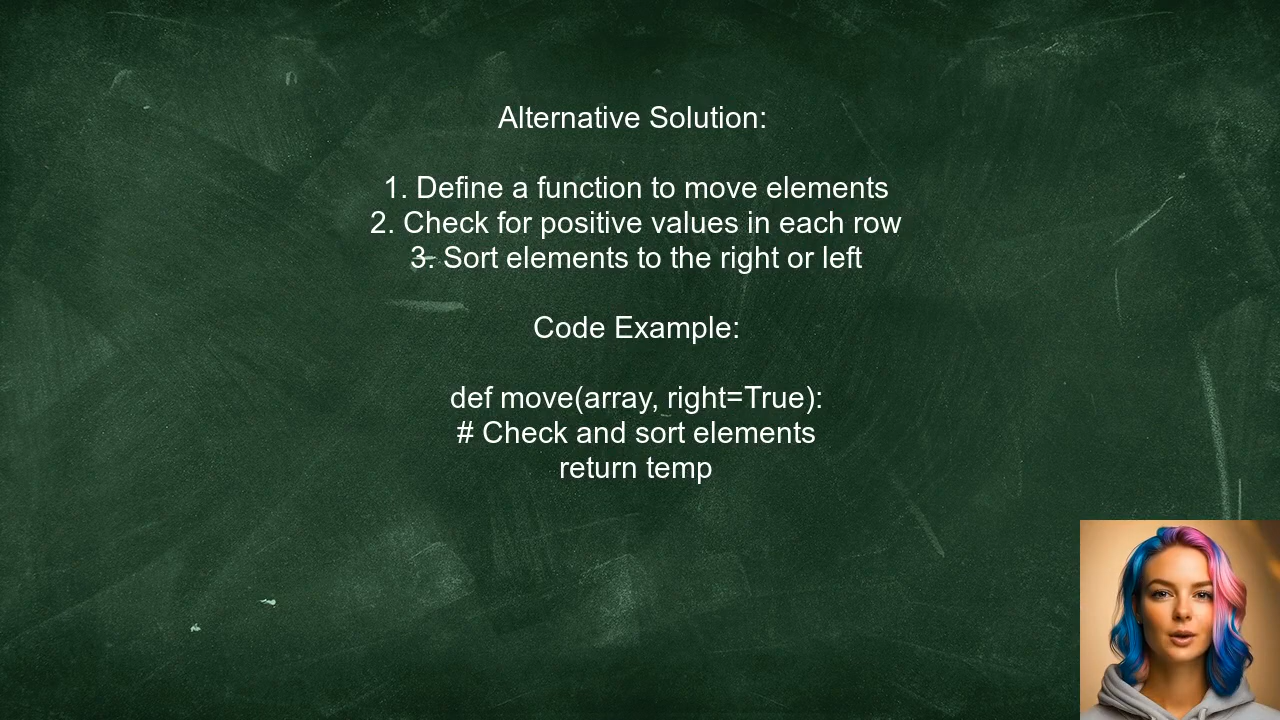 Alternative Solution:
1. Define a function to move elements
2. Check for positive values in each row
3. Sort elements to the right or left
Code Example:
def move(array, right=True):
# Check and sort elements
return temp